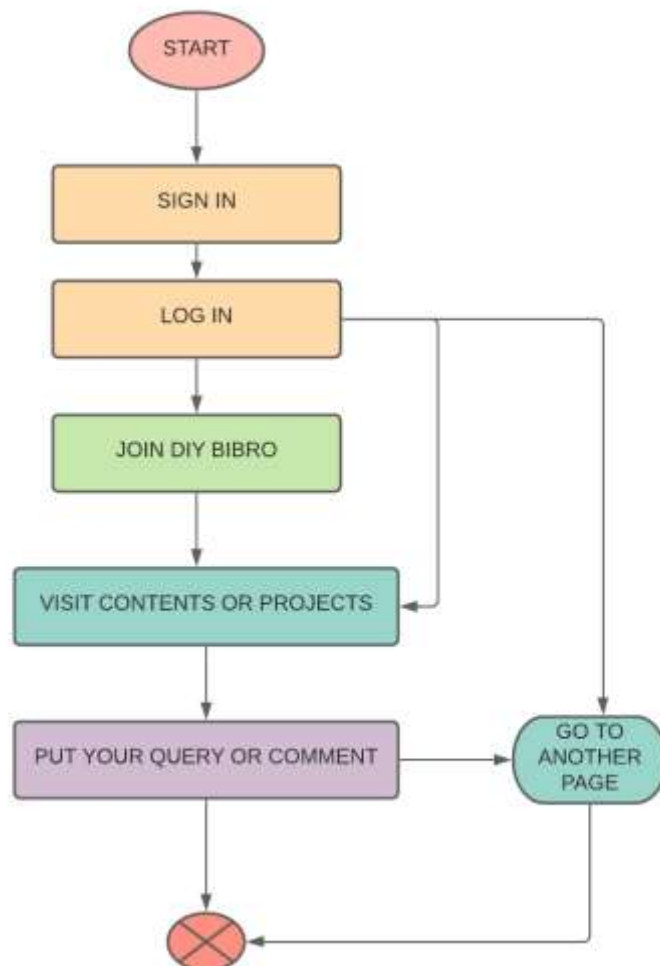 START
SIGN IN
LOG IN
JOIN DIY BIBRO
VISIT CONTENTS OR PROJECTS
PUT YOUR QUERY OR COMMENT
GO TO
ANOTHER
PAGE